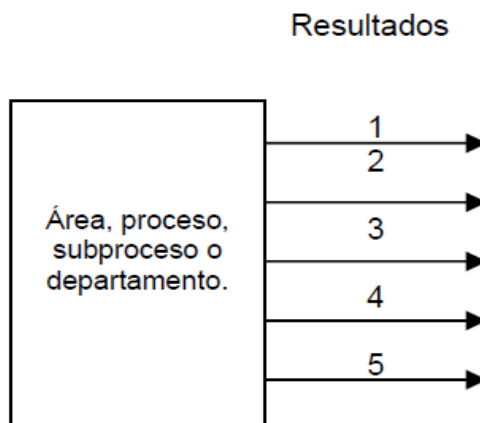 Resultados
1
2
Área, proceso,
subproceso o
departamento.
3
4
5